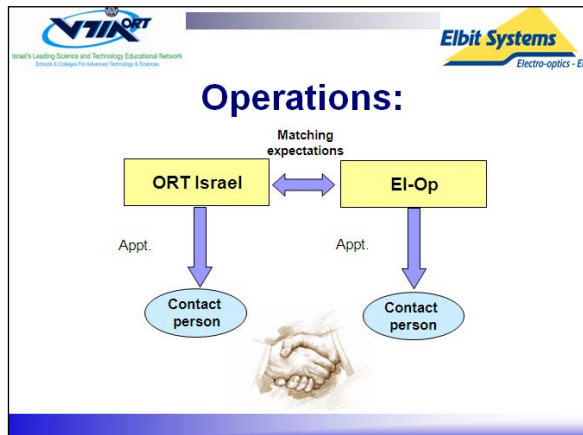 ORT
Israel's Leading Science and Technology Educational Network
Schools & Colleges For Advanced Technology & Sciences
Elbit Systems
Electro-optics - El
Operations:
Matching
expectations
ORT Israel
El-Op
Appt.
Appt.
Contact
person
Contact
person